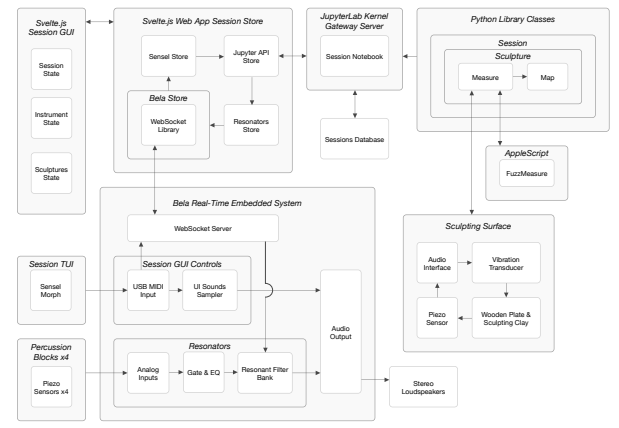 Svelte.js
Session GUI
Session
State
Instrument
State
Sculptures
State
Svelte.js Web App Session Store
Sensel Store
Jupyter API
Store
Bela Store
WebSocket
Library
Resonators
Store
JupyterLab Kernel
Gateway Server
Session Notebook
Sessions Database
Python Library Classes
Session
Sculpture
Measure
Map
AppleScript
FuzzMeasure
Sculpting Surface
Audio
Interface
Vibration
Transducer
Piezo
Sensor
Wooden Plate &
Sculpting Clay
Bela Real-Time Embedded System
WebSocket Server
Session TUI
Sensel
Morph
Session GUI Controls
USB MIDI
Input
UI Sounds
Sampler
Audio
Output
Percussion
Blocks x4
Piezo
Sensors x4
Resonators
Analog
Inputs
Gate & EQ
Resonant Filter
Bank
Stereo
Loudspeakers